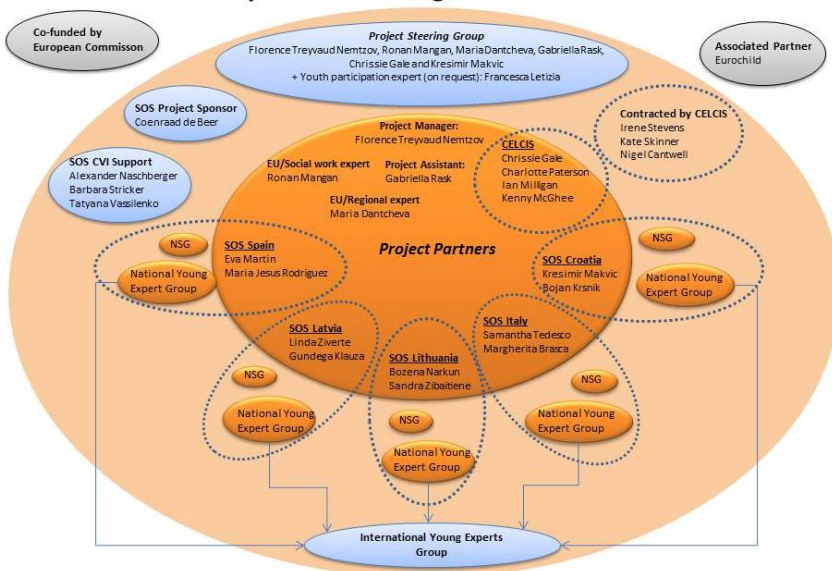 Co-funded by
European Commisson
Project Steering Group
Florence Treyvaud Nemtzov, Ronan Mangan, Maria Dantcheva, Gabriella Rask,
Chrissie Gale and Kresimir Makvic
+ Youth participation expert (on request): Francesca Letizia
Associated Partner
Eurochild
SOS Project Sponsor
Coenraad de Beer
SOS CVI Support
Alexander Naschberger
Barbara Stricker
Tatyana Vassilenko
Project Manager:
Florence Treyvaud Nemtzov
EU/Social work expert
Ronan Mangan
Project Assistant:
Gabriella Rask
EU/Regional expert
Maria Dantcheva
CELCIS
Chrissie Gale
Charlotte Paterson
Ian Milligan
Kenny McGhee
Contracted by CELCIS
Irene Stevens
Kate Skinner
Nigel Cantwell
Project Partners
NSG
National Young
Expert Group
SOS Spain
Eva Martin
Maria Jesus Rodriguez
SOS Croatia
Kresimir Makvic
Bojan Krsnik
NSG
National Young
Expert Group
SOS Latvia
Linda Ziverte
Gundega Klauza
NSG
National Young
Expert Group
SOS Lithuania
Bozena Narkun
Sandra Zibaitiene
NSG
National Young
Expert Group
SOS Italy
Samantha Tedesco
Margherita Brasca
NSG
National Young
Expert Group
International Young Experts
Group